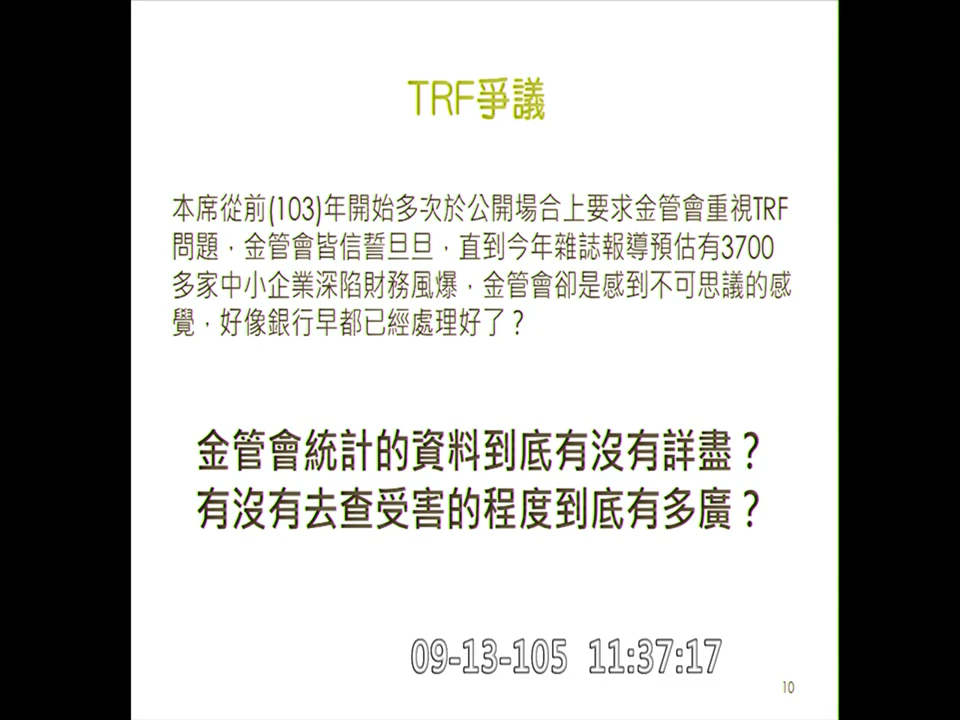 TRF爭議
本席從前(103)年開始多次於公開場合上要求金管會重視TRF
問題，金管會皆信誓旦旦，直到今年雜誌報導預估有3700
多家中小企業深陷財務風爆，金管會卻是感到不可思議的感
覺，好像銀行早都已經處理好了？
金管會統計的資料到底有沒有詳盡？
有沒有去查受害的程度到底有多廣？
09-13-105 11:37:17
10